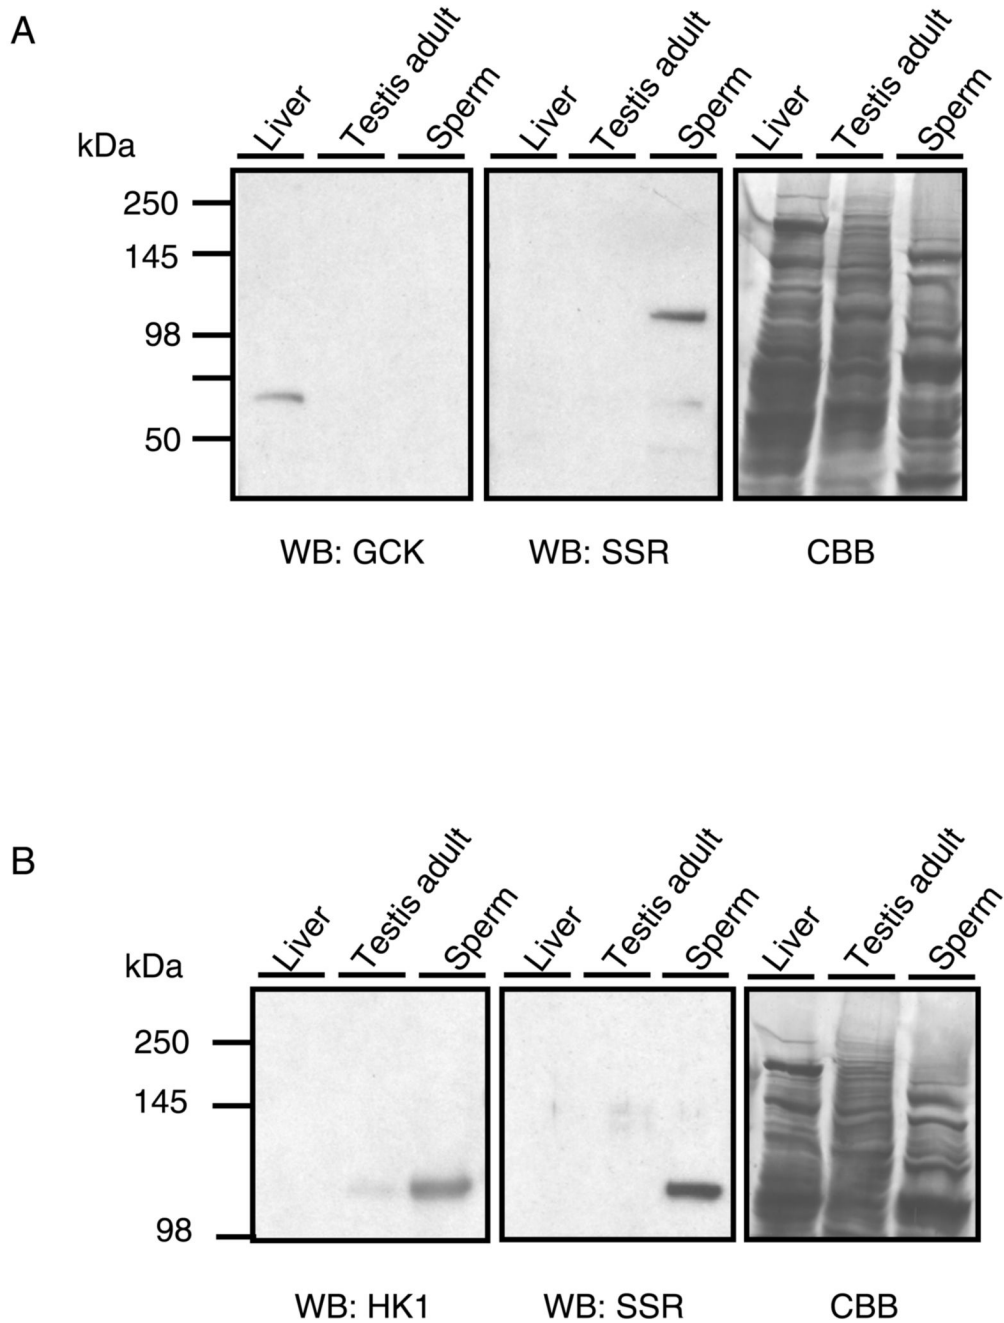 A
Liver Testis adult Sperm Liver Testis adult Sperm Liver Testis adult Sperm
kDa
250
145
98
50
WB: GCK WB: SSR CBB
B
Liver Testis adult Sperm Liver Testis adult Sperm Liver Testis adult Sperm
kDa
250
145
98
WB: HK1 WB: SSR CBB